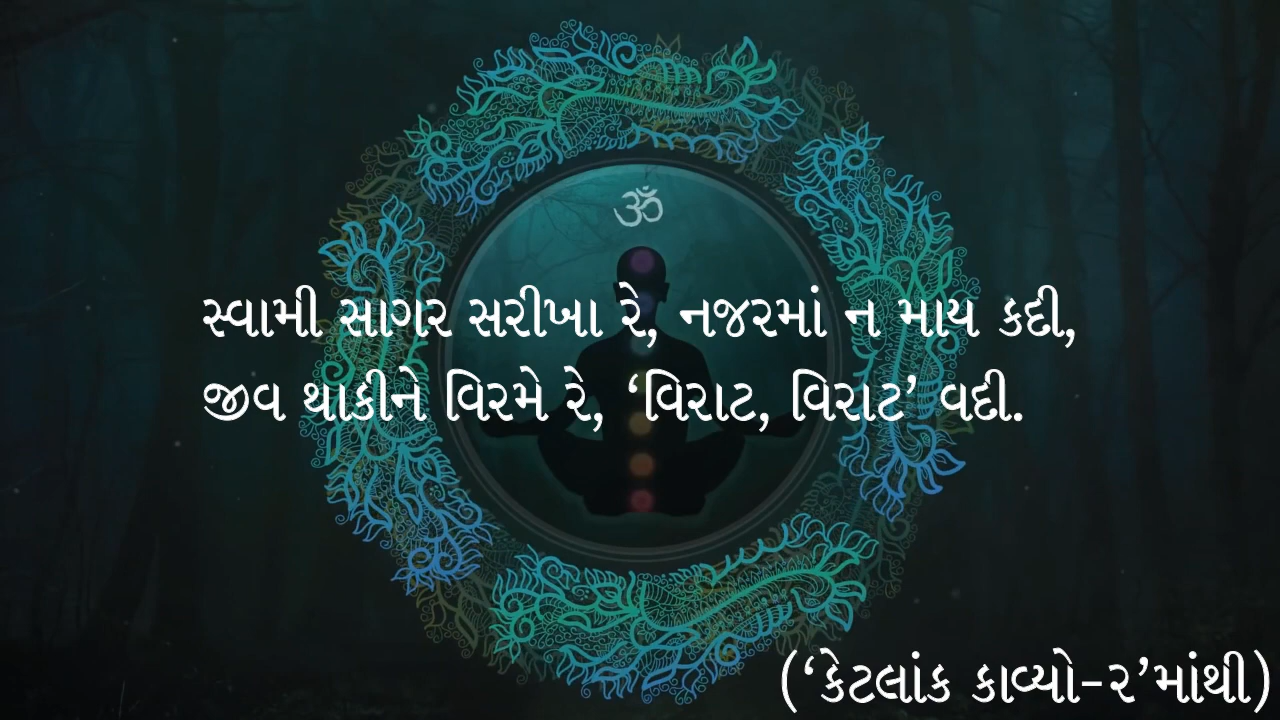 ॐ
સ્વામી સાગર સરીખા રે, નજરમાં ન માય કદી,
જીવ થાકીને વિરમે રે, ‘વિરાટ, વિરાટ’ વદી.
(‘કેટલાંક કાવ્યો-૨’માંથી)